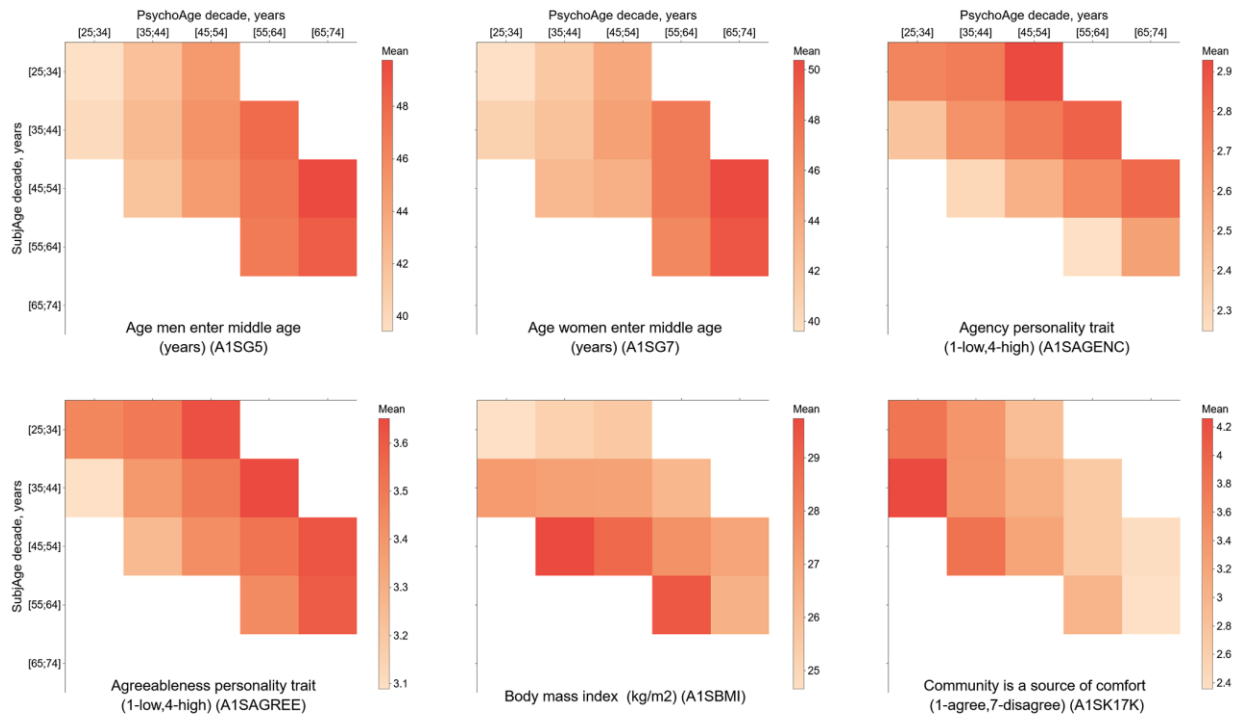 PsychoAge decade, years
[25;34] [35;44] [45;54] [55;64] [65;74]
SubjAge decade, years
[25;34]
[35;44]
[45;54]
[55;64]
[65;74]
Mean
48
46
44
42
40
Age men enter middle age
(years) (A1SG5)
PsychoAge decade, years
[25;34] [35;44] [45;54] [55;64] [65;74]
Mean
50
48
46
44
42
40
Age women enter middle age
(years) (A1SG7)
PsychoAge decade, years
[25;34] [35;44] [45;54] [55;64] [65;74]
Mean
2.9
2.8
2.7
2.6
2.5
2.4
2.3
Agency personality trait
(1-low,4-high) (A1SAGENC)
SubjAge decade, years
[25;34]
[35;44]
[45;54]
[55;64]
[65;74]
Mean
3.6
3.5
3.4
3.3
3.2
3.1
Agreeableness personality trait
(1-low,4-high) (A1SAGREE)
Mean
29
28
27
26
25
Body mass index (kg/m2) (A1SBMI)
Mean
4.2
4
3.8
3.6
3.4
3.2
3
2.8
2.6
2.4
Community is a source of comfort
(1-agree,7-disagree) (A1SK17K)